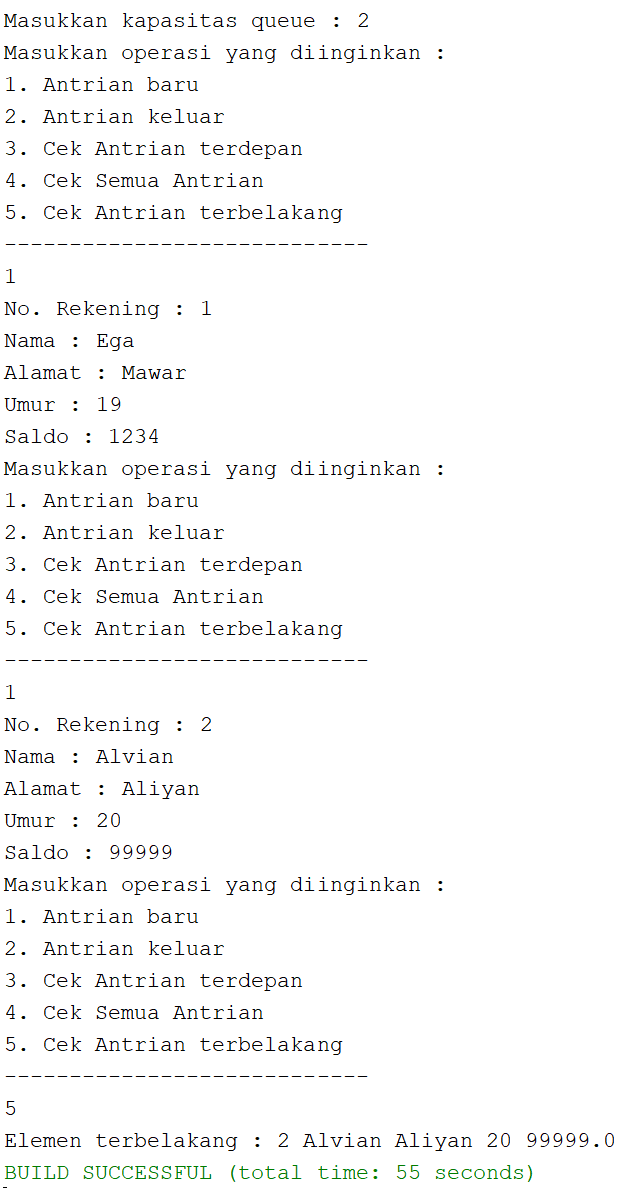 Masukkan kapasitas queue : 2
Masukkan operasi yang diinginkan :
1. Antrian baru
2. Antrian keluar
3. Cek Antrian terdepan
4. Cek Semua Antrian
5. Cek Antrian terbelakang
----------------------------
1
No. Rekening : 1
Nama : Ega
Alamat : Mawar
Umur : 19
Saldo : 1234
Masukkan operasi yang diinginkan :
1. Antrian baru
2. Antrian keluar
3. Cek Antrian terdepan
4. Cek Semua Antrian
5. Cek Antrian terbelakang
----------------------------
1
No. Rekening : 2
Nama : Alvian
Alamat : Aliyan
Umur : 20
Saldo : 99999
Masukkan operasi yang diinginkan :
1. Antrian baru
2. Antrian keluar
3. Cek Antrian terdepan
4. Cek Semua Antrian
5. Cek Antrian terbelakang
----------------------------
5
Elemen terbelakang : 2 Alvian Aliyan 20 99999.0
BUILD SUCCESSFUL (total time: 55 seconds)